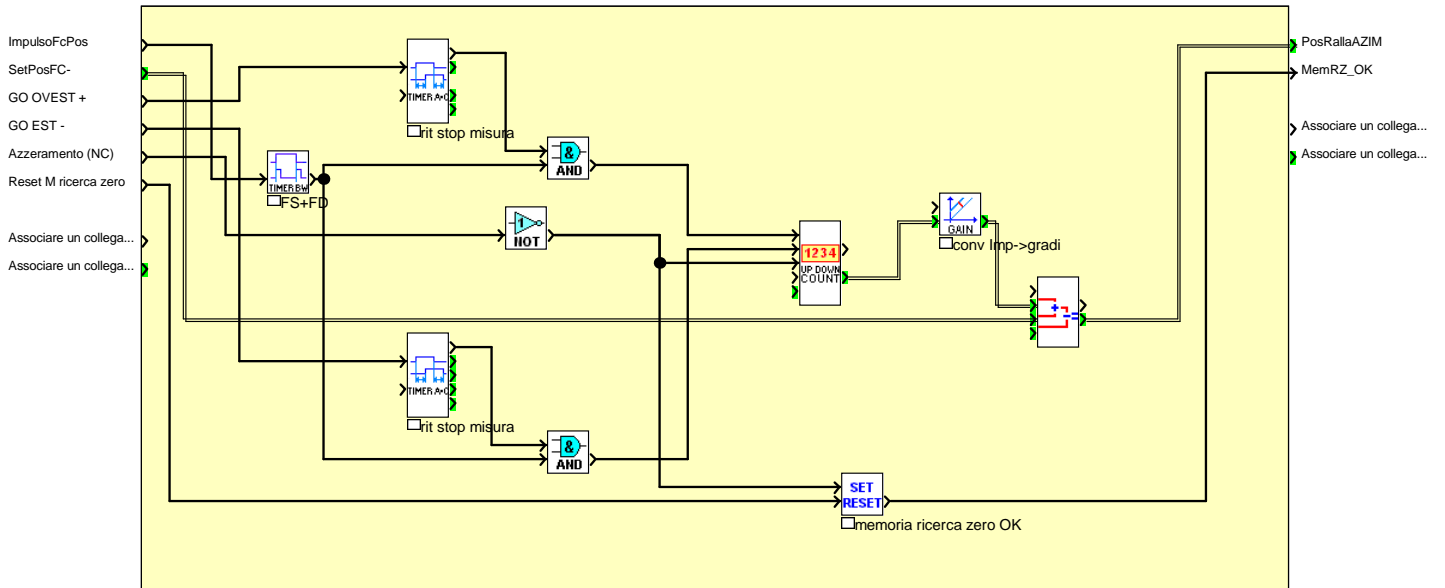 ImpulsoFcPos
SetPosFC-
GO OVEST +
GO EST -
Azzeramento (NC)
Reset M ricerca zero
Associare un collega...
Associare un collega...
TIMER BW
FS+FD
TIMER A•C
rit stop misura
&
AND
1
NOT
1234
UP DOWN
COUNT
GAIN
conv Imp->gradi
+
=
TIMER A•C
rit stop misura
&
AND
SET
RESET
memoria ricerca zero OK
PosRallaAZIM
MemRZ_OK
Associare un collega...
Associare un collega...